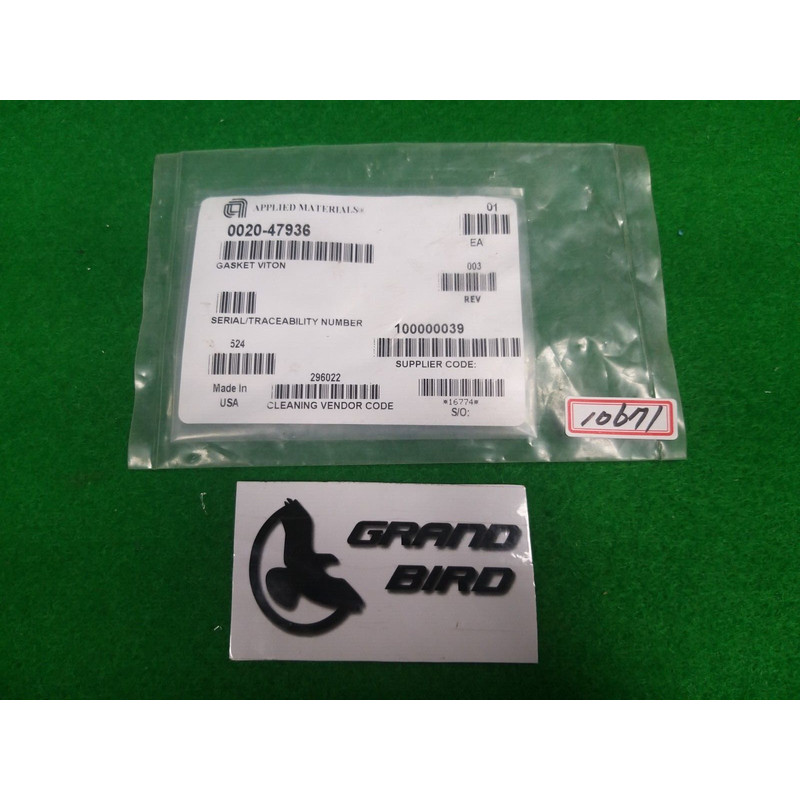 APPLIED MATERIALS®
0020-47936
GASKET VITON
01
EA
003
REV
SERIAL/TRACEABILITY NUMBER
100000039
SUPPLIER CODE:
524
Made In
USA
296022
CLEANING VENDOR CODE
*16774*
S/O:
10671
GRAND
BIRD